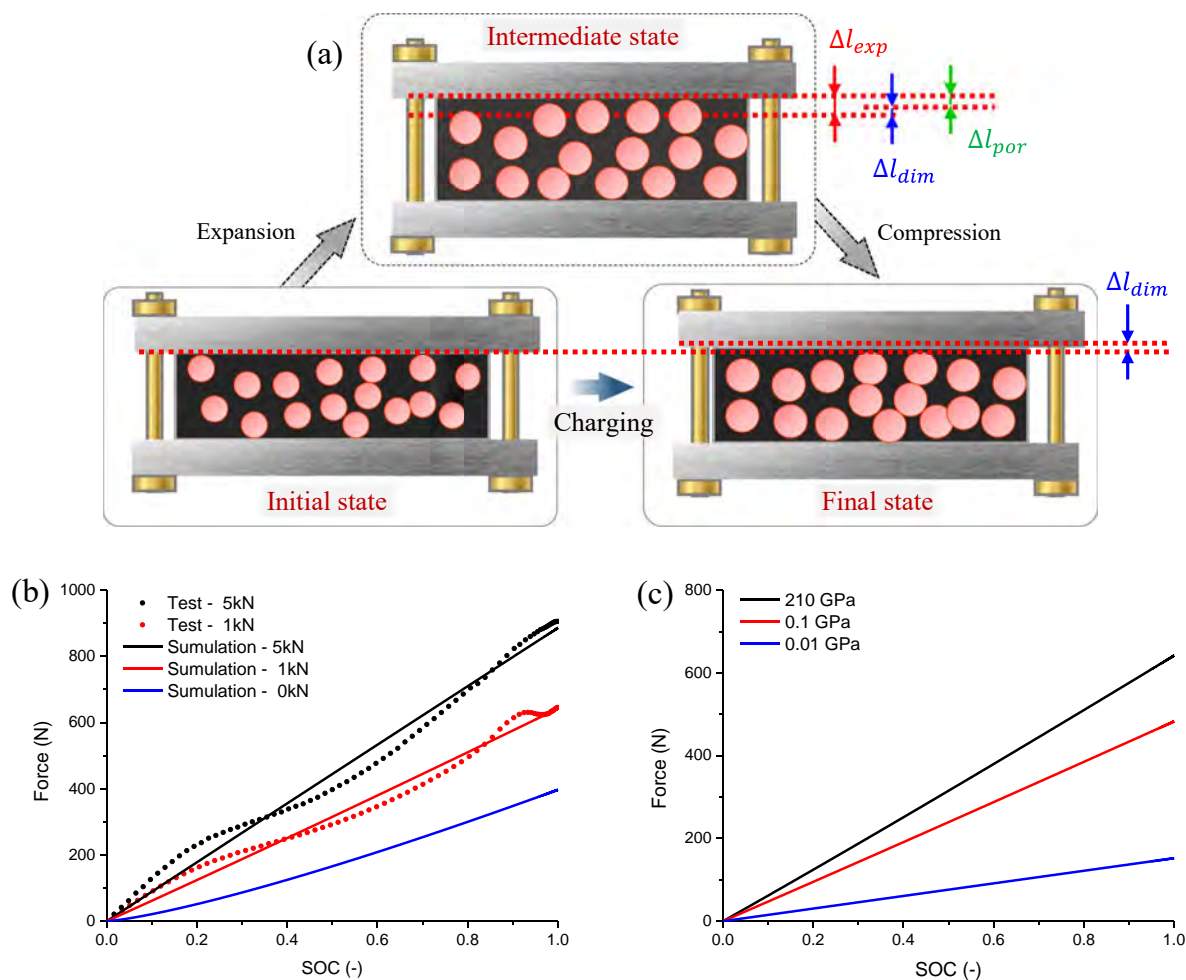 (a)
Intermediate state
Δl_exp
Δl_por
Δl_dim
Expansion
Compression
Δl_dim
Charging
Initial state
Final state
(b)
1000
800
600
400
200
0
Force (N)
Test - 5kN
Test - 1kN
Sumulation - 5kN
Sumulation - 1kN
Sumulation - 0kN
0.0 0.2 0.4 0.6 0.8 1.0
SOC (-)
(c)
800
600
400
200
0
Force (N)
210 GPa
0.1 GPa
0.01 GPa
0.0 0.2 0.4 0.6 0.8 1.0
SOC (-)